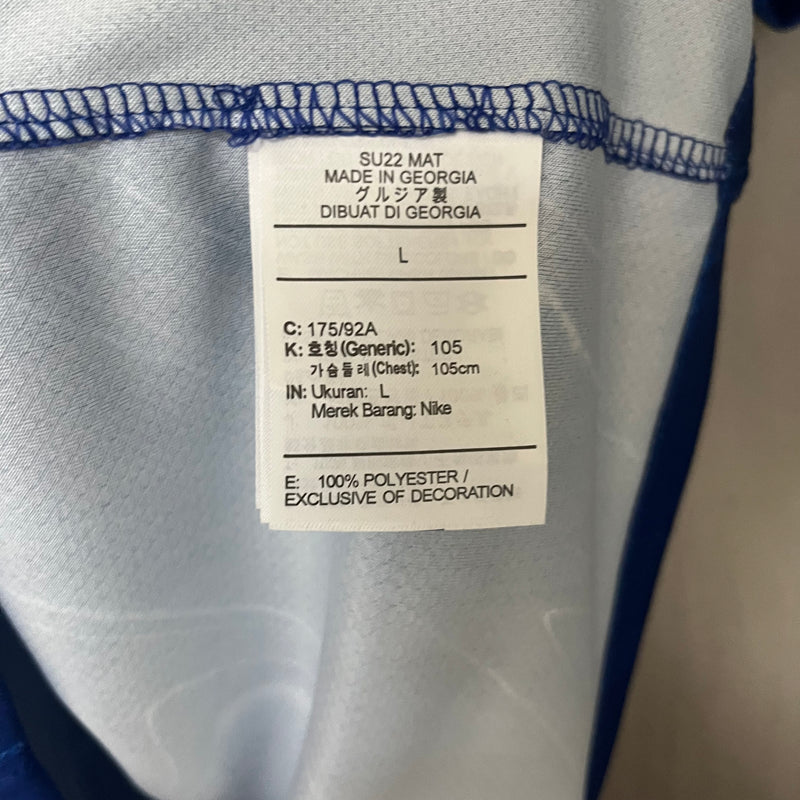 SU22 MAT
MADE IN GEORGIA
グルジア製
DIBUAT DI GEORGIA
L
C: 175/92A
K: 호칭(Generic): 105
가슴둘레(Chest): 105cm
IN: Ukuran: L
Merek Barang: Nike
E: 100% POLYESTER /
EXCLUSIVE OF DECORATION